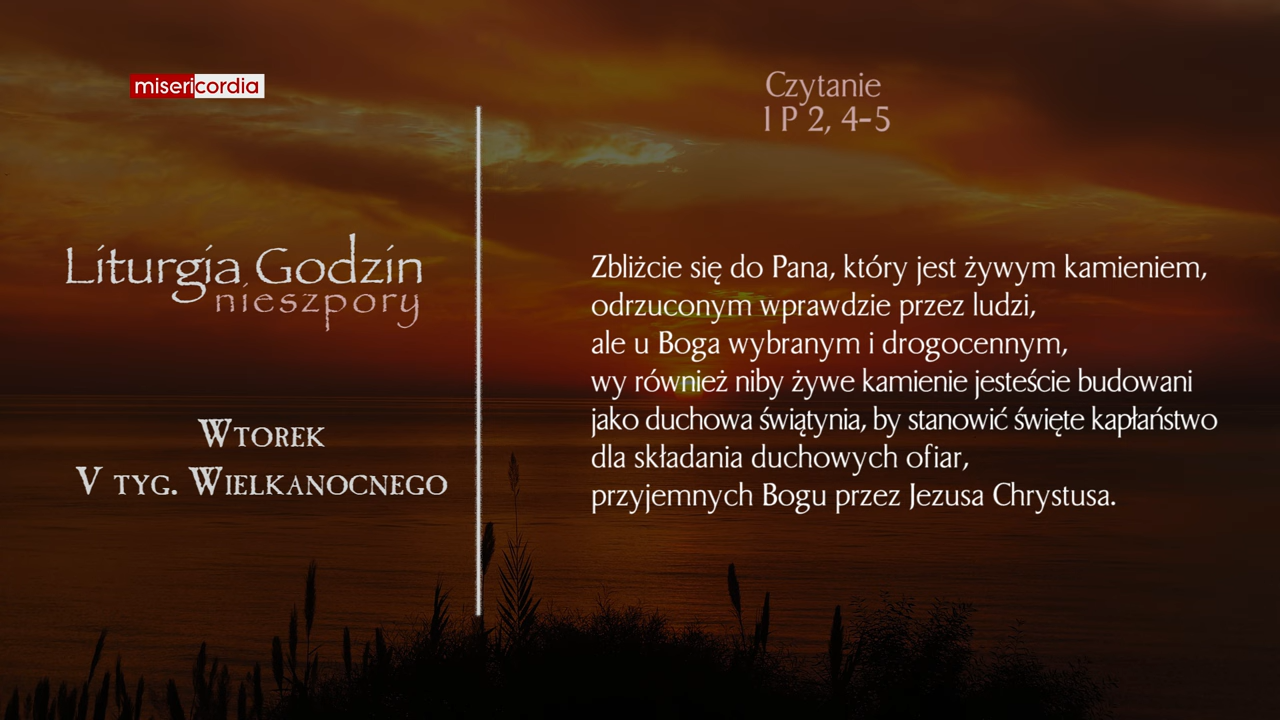 misericordia
Liturgia Godzin
nieszpory
Wtorek
V tyg. Wielkanocnego
Czytanie
1 P 2, 4-5
Zbliżcie się do Pana, który jest żywym kamieniem,
odrzuconym wprawdzie przez ludzi,
ale u Boga wybranym i drogocennym,
wy również niby żywe kamienie jesteście budowani
jako duchowa świątynia, by stanowić święte kapłaństwo
dla składania duchowych ofiar,
przyjemnych Bogu przez Jezusa Chrystusa.